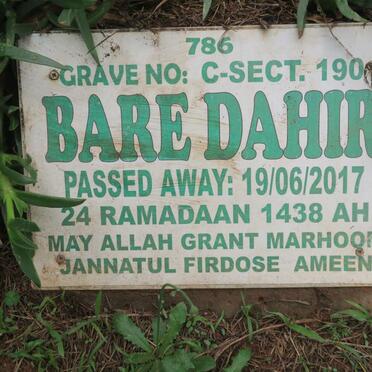 786
GRAVE NO: C-SECT. 190
BARE DAHIR
PASSED AWAY: 19/06/2017
24 RAMADAAN 1438 AH
MAY ALLAH GRANT MARHOOM
JANNATUL FIRDOSE AMEEN